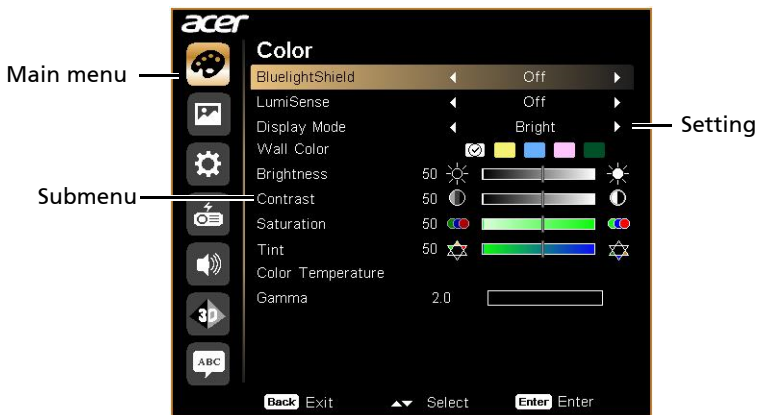 acer
Color
Main menu
BluelightShield Off
LumiSense Off
Display Mode Bright
Setting
Wall Color
Brightness 50
Submenu
Contrast 50
Saturation 50
Tint 50
Color Temperature
Gamma 2.0
3D
ABC
Back Exit Select Enter Enter